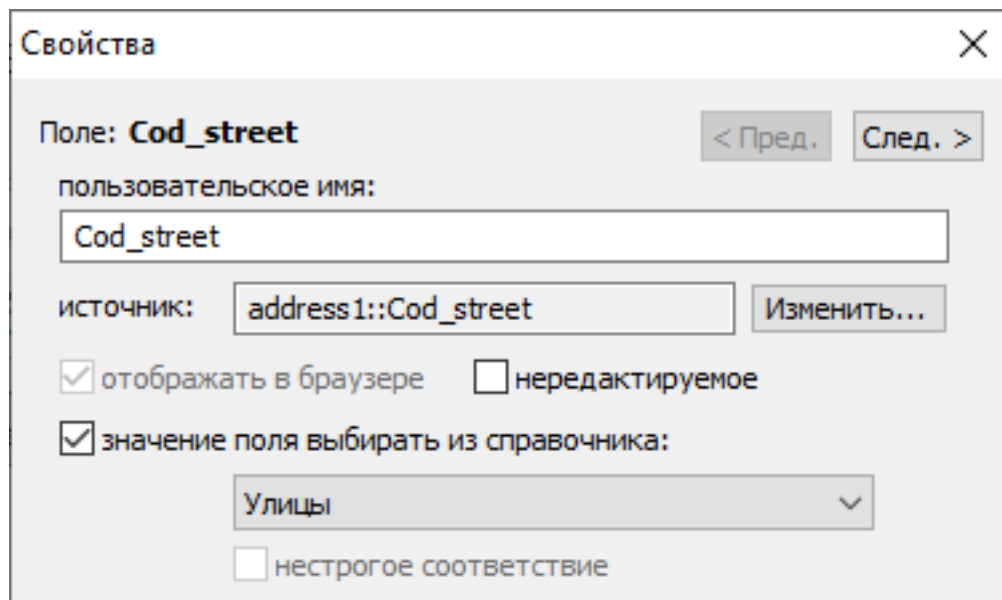 Свойства
Поле: Cod_street < Пред. След. >
пользовательское имя:
Cod_street
источник: address1::Cod_street Изменить...
отображать в браузере нередактируемое
значение поля выбирать из справочника:
Улицы
нестрогое соответствие